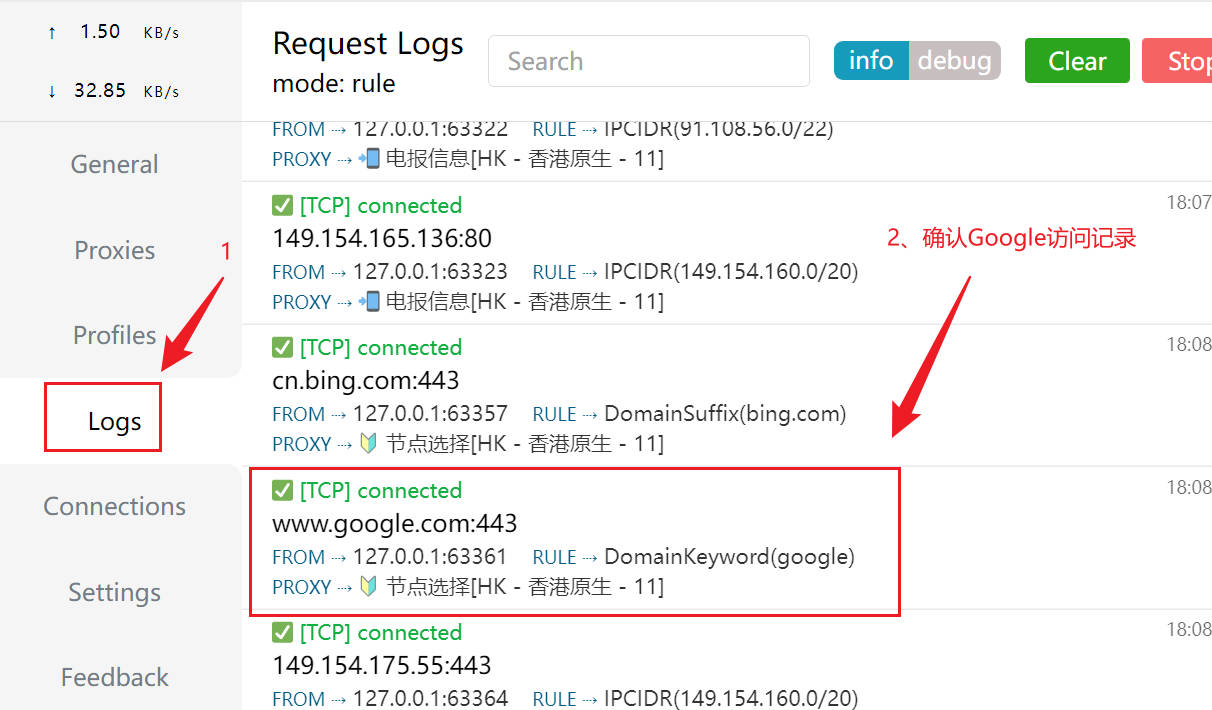 ↑ 1.50 KB/s
↓ 32.85 KB/s
General
Proxies
Profiles
Logs
Connections
Settings
Feedback
1
Request Logs
mode: rule
Search
info debug
Clear
Stop
FROM ⇢ 127.0.0.1:63322 RULE ⇢ IPCIDR(91.108.56.0/22)
PROXY ⇢ 📲 电报信息[HK - 香港原生 - 11]
✅ [TCP] connected 18:07
149.154.165.136:80
2、确认Google访问记录
FROM ⇢ 127.0.0.1:63323 RULE ⇢ IPCIDR(149.154.160.0/20)
PROXY ⇢ 📲 电报信息[HK - 香港原生 - 11]
✅ [TCP] connected 18:08
cn.bing.com:443
FROM ⇢ 127.0.0.1:63357 RULE ⇢ DomainSuffix(bing.com)
PROXY ⇢ 🔰 节点选择[HK - 香港原生 - 11]
✅ [TCP] connected 18:08
www.google.com:443
FROM ⇢ 127.0.0.1:63361 RULE ⇢ DomainKeyword(google)
PROXY ⇢ 🔰 节点选择[HK - 香港原生 - 11]
✅ [TCP] connected 18:08
149.154.175.55:443
FROM ⇢ 127.0.0.1:63364 RULE ⇢ IPCIDR(149.154.160.0/20)